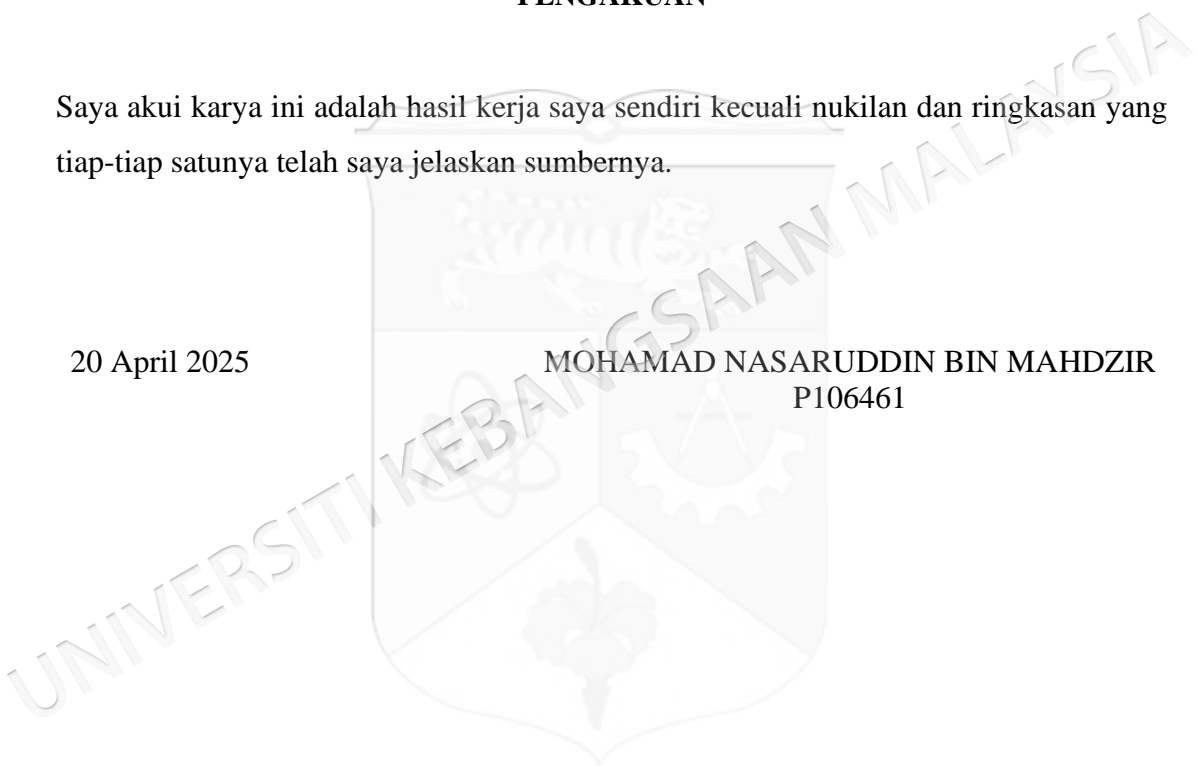 PENGAKUAN
Saya akui karya ini adalah hasil kerja saya sendiri kecuali nukilan dan ringkasan yang
tiap-tiap satunya telah saya jelaskan sumbernya.
20 April 2025
MOHAMAD NASARUDDIN BIN MAHDZIR
P106461
UNIVERSITI KEBANGSAAN MALAYSIA